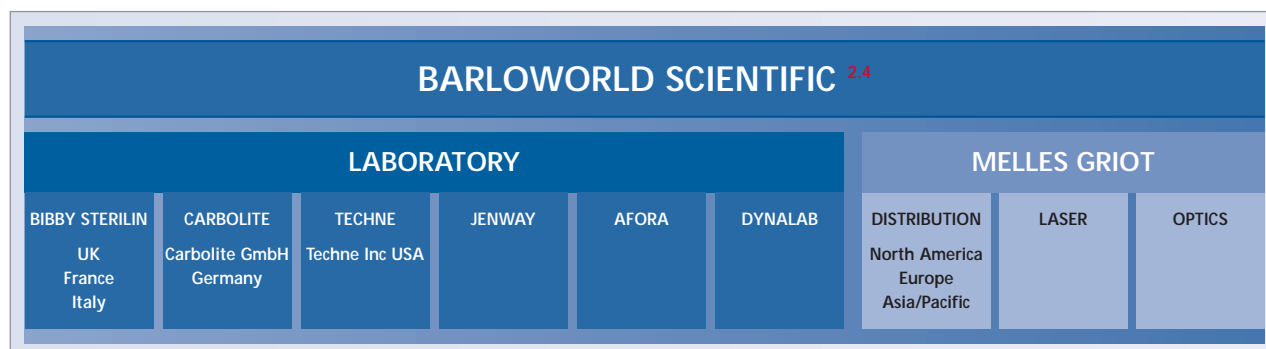 BARLOWORLD SCIENTIFIC 2.4
LABORATORY
BIBBY STERILIN
UK
France
Italy
CARBOLITE
Carbolite GmbH
Germany
TECHNE
Techne Inc USA
JENWAY
AFORA
DYNALAB
MELLES GRIOT
DISTRIBUTION
North America
Europe
Asia/Pacific
LASER
OPTICS